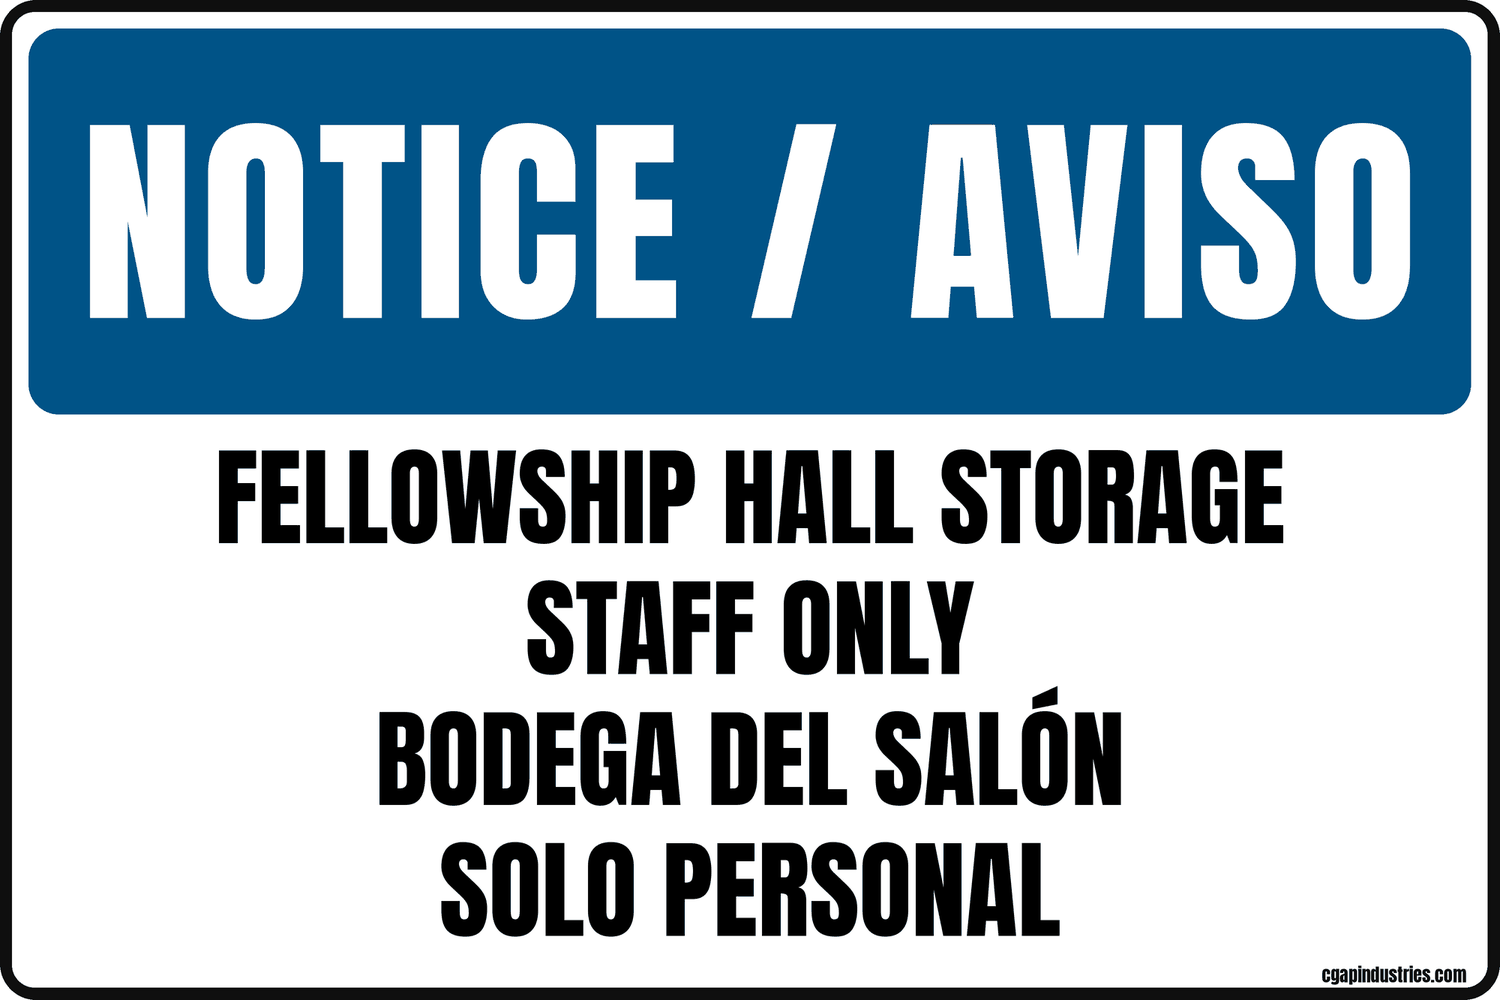 NOTICE / AVISO
FELLOWSHIP HALL STORAGE
STAFF ONLY
BODEGA DEL SALÓN
SOLO PERSONAL
cgapindustries.com